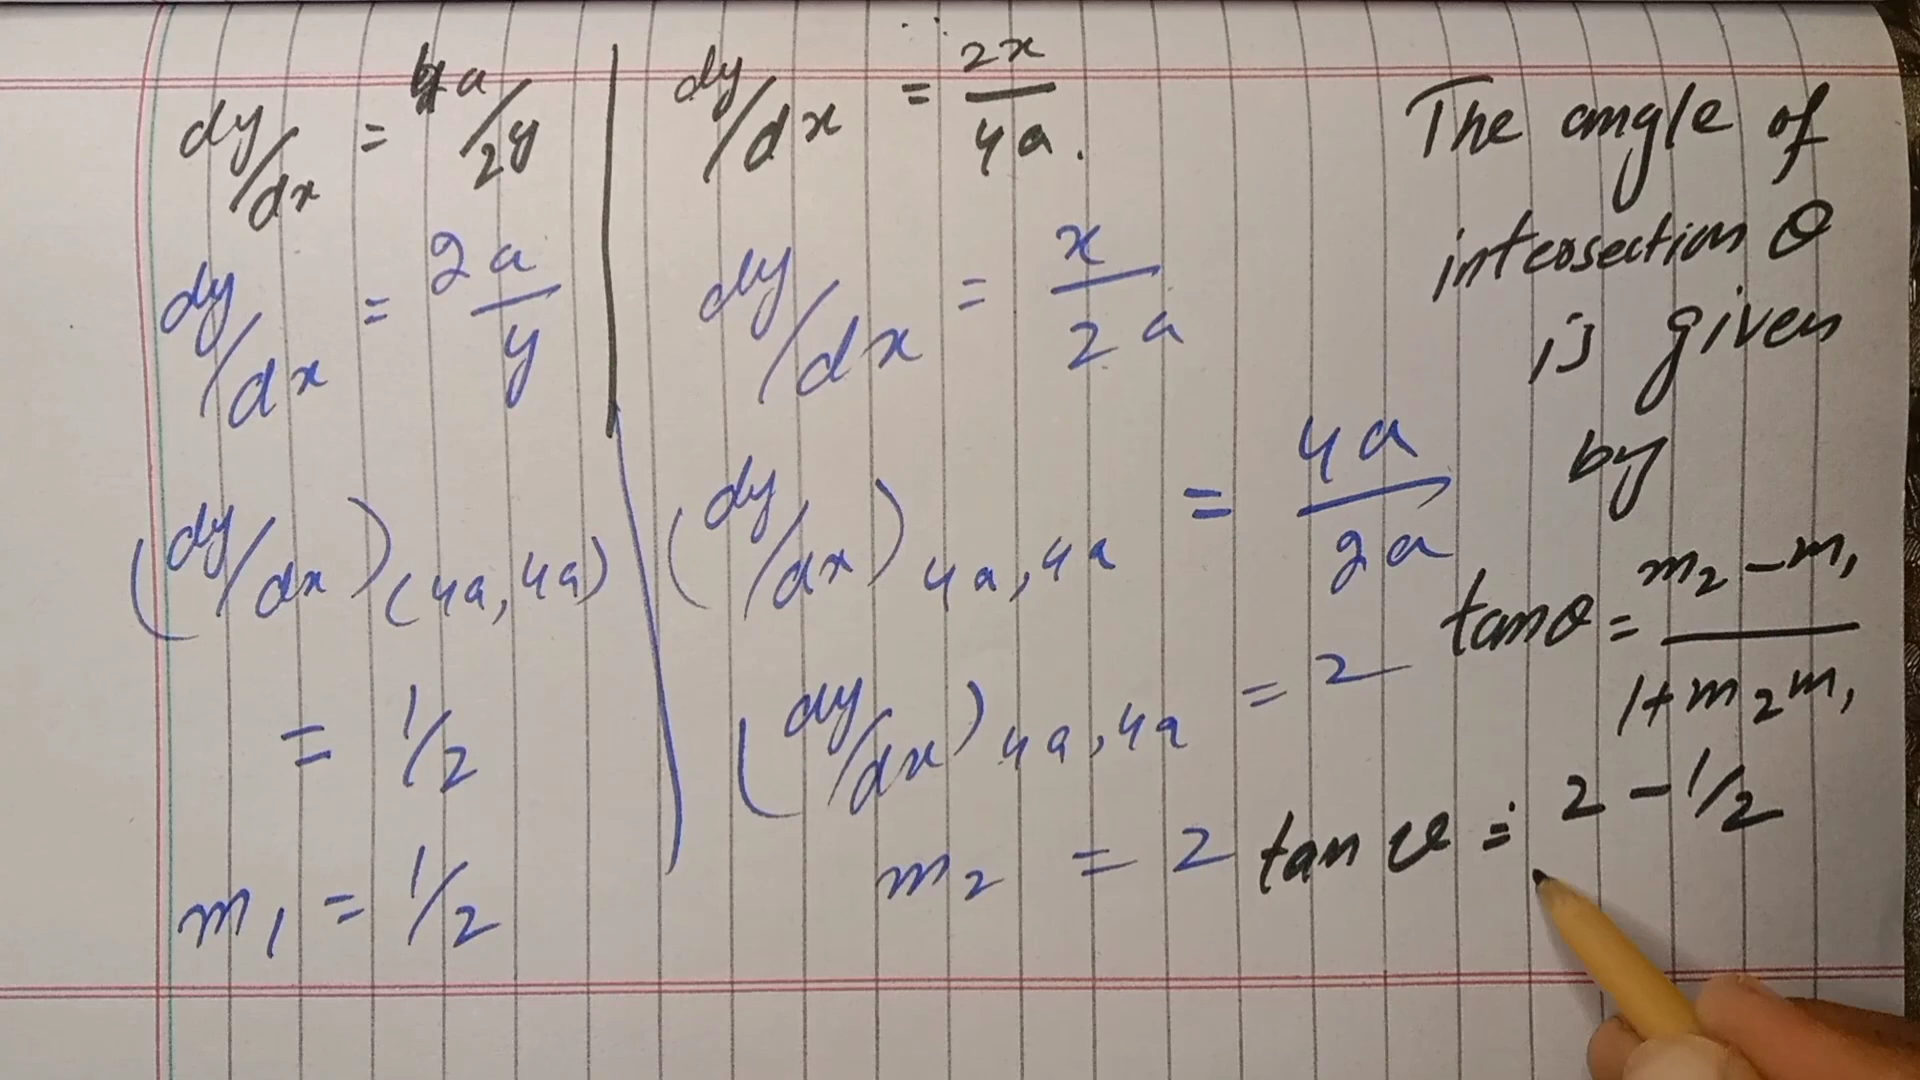 dy/dx = 4a/2y
dy/dx = 2a/y
(dy/dx)(4a, 4a)
= 1/2
m₁ = 1/2
dy/dx = 2x/4a.
dy/dx = x/2a
(dy/dx)4a, 4a = 4a/2a
(dy/dx)4a, 4a = 2
m₂ = 2
The angle of
intersection θ
is given
by
tanθ = m₂ - m₁/1+m₂m₁
tan θ = 2 - 1/2